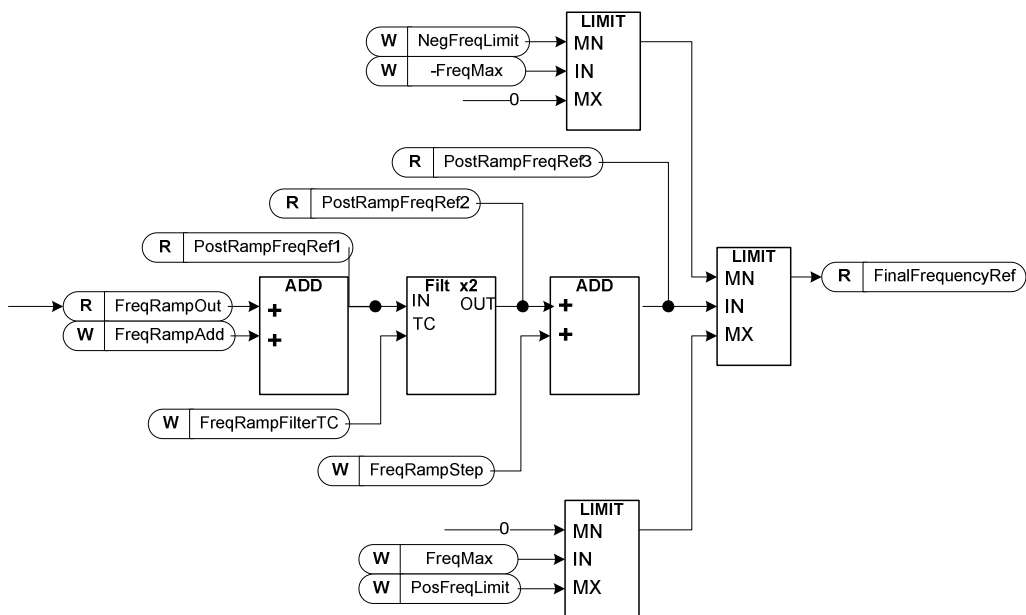 LIMIT
W NegFreqLimit MN
W -FreqMax IN
0 MX
R PostRampFreqRef3
R PostRampFreqRef2
R PostRampFreqRef1
ADD
Filt x2
ADD
LIMIT
MN
R FinalFrequencyRef
R FreqRampOut + IN OUT + IN
W FreqRampAdd + TC + MX
W FreqRampFilterTC
W FreqRampStep
LIMIT
0 MN
W FreqMax IN
W PosFreqLimit MX